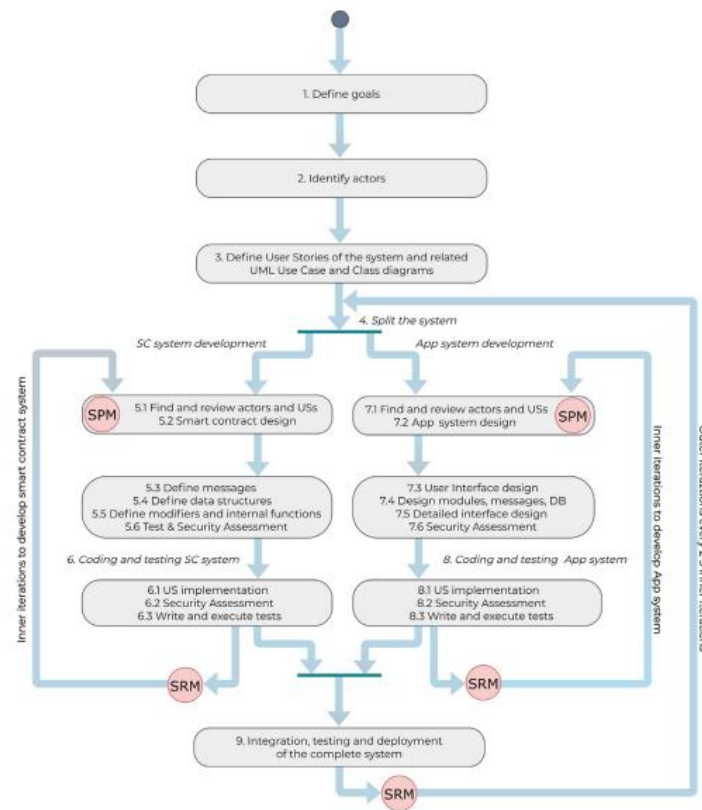 1. Define goals
2. Identify actors
3. Define User Stories of the system and related
UML Use Case and Class diagrams
4. Split the system
SC system development
App system development
SPM
5.1 Find and review actors and USs
5.2 Smart contract design
7.1 Find and review actors and USs
7.2 App system design
SPM
5.3 Define messages
5.4 Define data structures
5.5 Define modifiers and internal functions
5.6 Test & Security Assessment
7.3 User Interface design
7.4 Design modules, messages, DB
7.5 Detailed interface design
7.6 Security Assessment
6. Coding and testing SC system
8. Coding and testing App system
6.1 US implementation
6.2 Security Assessment
6.3 Write and execute tests
8.1 US implementation
8.2 Security Assessment
8.3 Write and execute tests
SRM
SRM
9. Integration, testing and deployment
of the complete system
SRM
Inner iterations to develop smart contract system
Inner iterations to develop App system